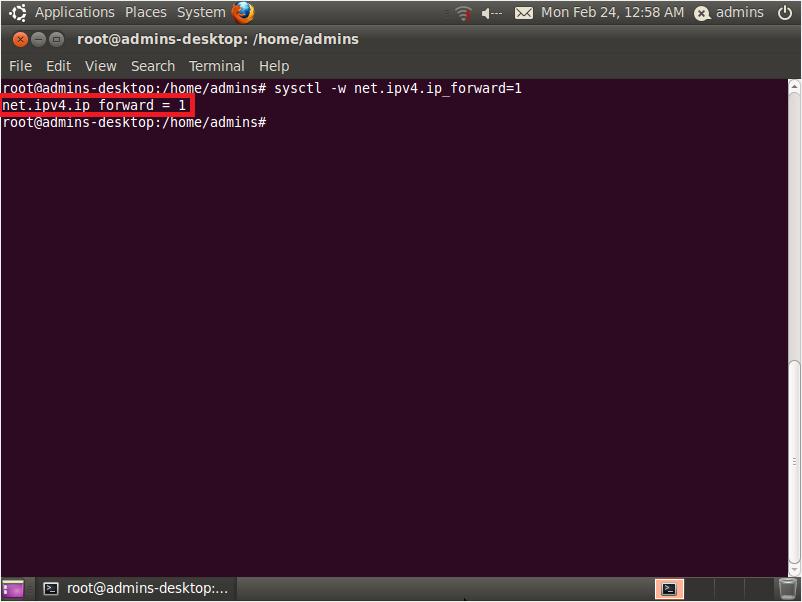 Applications Places System Mon Feb 24, 12:58 AM admins
root@admins-desktop: /home/admins
File Edit View Search Terminal Help
root@admins-desktop:/home/admins# sysctl -w net.ipv4.ip_forward=1
net.ipv4.ip forward = 1
root@admins-desktop:/home/admins#
root@admins-desktop:...